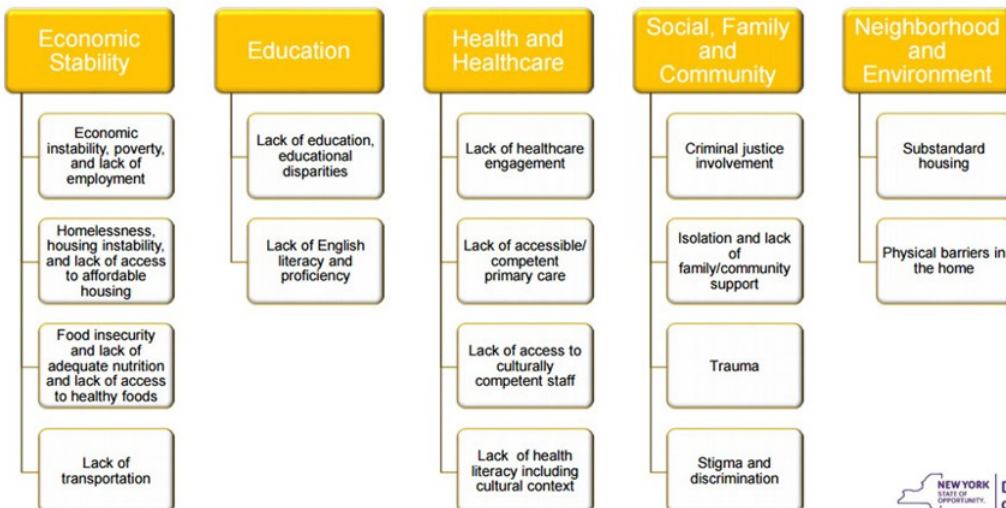 Economic
Stability
Economic
instability, poverty,
and lack of
employment
Homelessness,
housing instability,
and lack of access
to affordable
housing
Food insecurity
and lack of
adequate nutrition
and lack of access
to healthy foods
Lack of
transportation
Education
Lack of education,
educational
disparities
Lack of English
literacy and
proficiency
Health and
Healthcare
Lack of healthcare
engagement
Lack of accessible/
competent
primary care
Lack of access to
culturally
competent staff
Lack of health
literacy including
cultural context
Social, Family
and
Community
Criminal justice
involvement
Isolation and lack
of
family/community
support
Trauma
Stigma and
discrimination
Neighborhood
and
Environment
Substandard
housing
Physical barriers in
the home
NEW YORK
STATE OF
OPPORTUNITY.